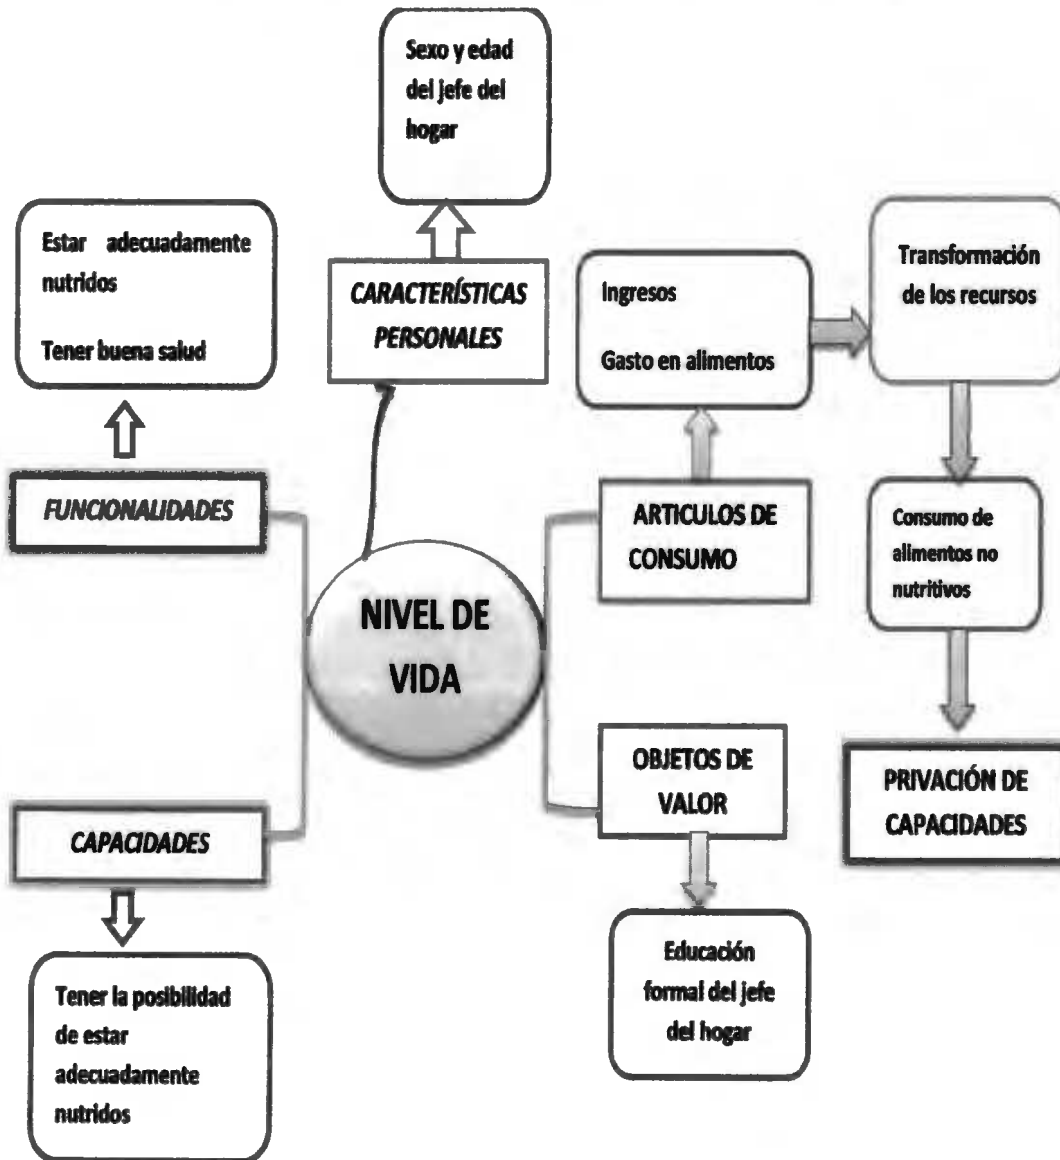 Sexo y edad
del jefe del
hogar
Estar adecuadamente
nutridos
Tener buena salud
CARACTERÍSTICAS
PERSONALES
Ingresos
Gasto en alimentos
Transformación
de los recursos
FUNCIONALIDADES
ARTICULOS DE
CONSUMO
Consumo de
alimentos no
nutritivos
NIVEL DE
VIDA
OBJETOS DE
VALOR
PRIVACIÓN DE
CAPACIDADES
CAPACIDADES
Educación
formal del jefe
del hogar
Tener la posibilidad
de estar
adecuadamente
nutridos